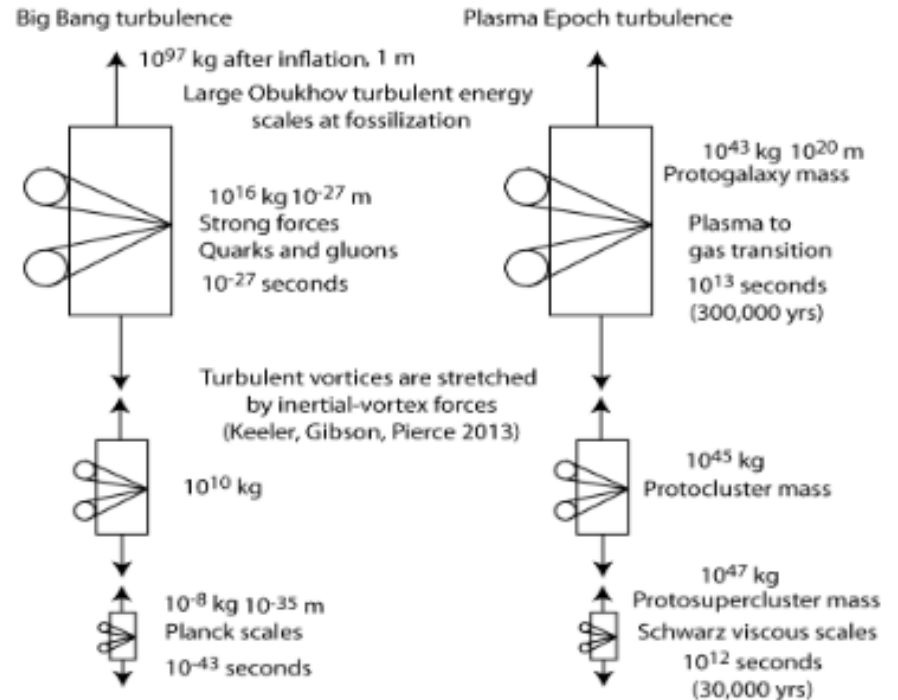 Big Bang turbulence
Plasma Epoch turbulence
10⁹⁷ kg after inflation, 1 m
Large Obukhov turbulent energy
scales at fossilization
10⁴³ kg 10²⁰ m
Protogalaxy mass
10¹⁶ kg 10⁻²⁷ m
Strong forces
Quarks and gluons
10⁻²⁷ seconds
Plasma to
gas transition
10¹³ seconds
(300,000 yrs)
Turbulent vortices are stretched
by inertial-vortex forces
(Keeler, Gibson, Pierce 2013)
10¹⁰ kg
10⁴⁵ kg
Protocluster mass
10⁻⁸ kg 10⁻³⁵ m
Planck scales
10⁻⁴³ seconds
10⁴⁷ kg
Protosupercluster mass
Schwarz viscous scales
10¹² seconds
(30,000 yrs)